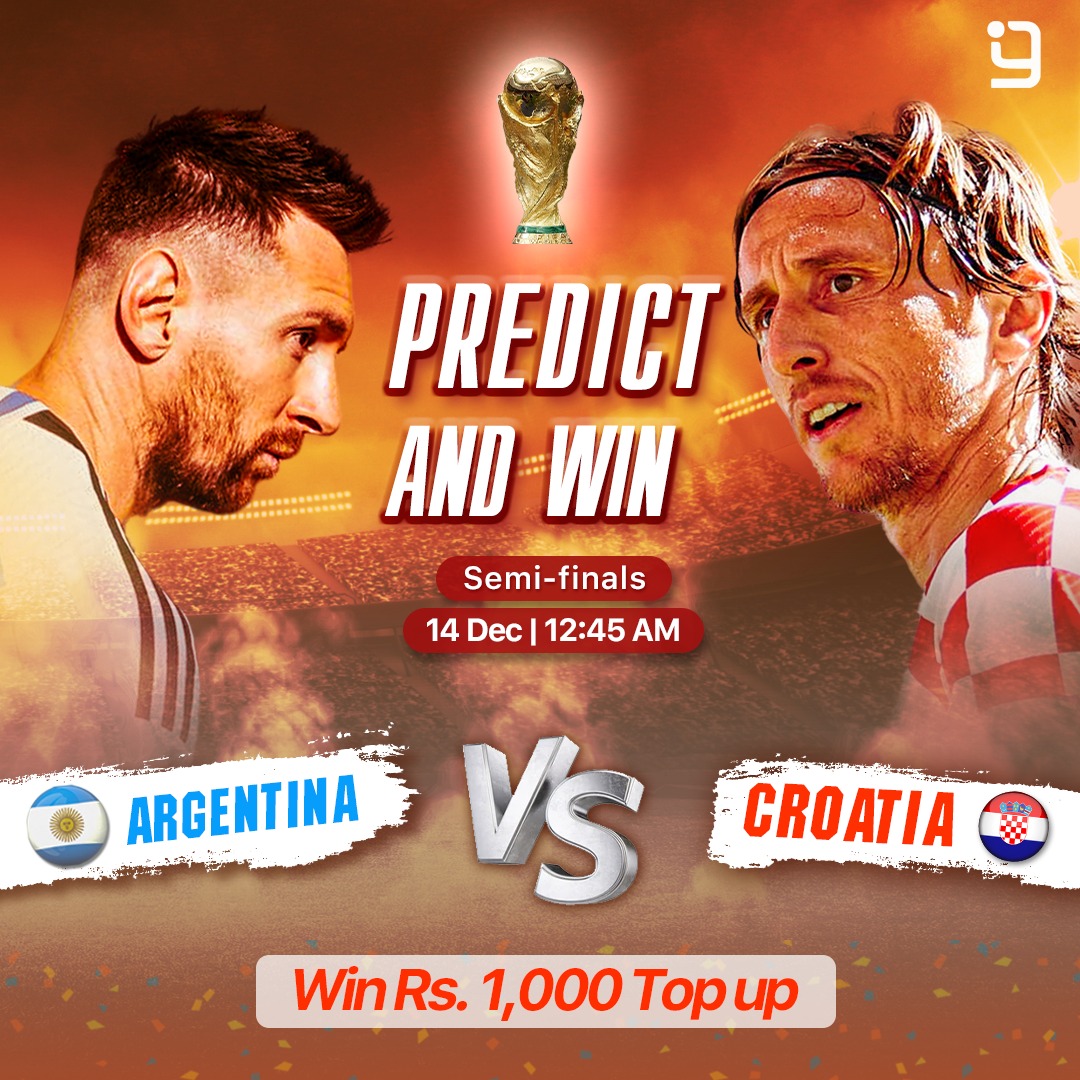 PREDICT
AND WIN
Semi-finals
14 Dec | 12:45 AM
ARGENTINA
VS
CROATIA
Win Rs. 1,000 Top up